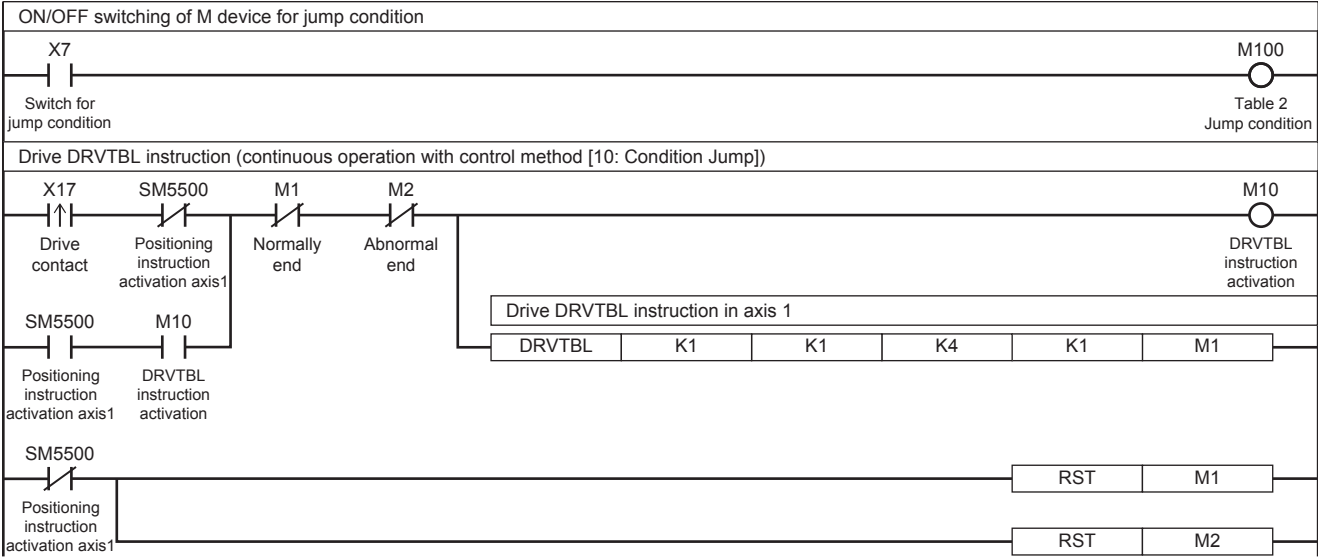 ON/OFF switching of M device for jump condition
X7
M100
Switch for
jump condition
Table 2
Jump condition
Drive DRVTBL instruction (continuous operation with control method [10: Condition Jump])
X17
SM5500
M1
M2
M10
Drive
contact
Positioning
instruction
activation axis1
Normally
end
Abnormal
end
DRVTBL
instruction
activation
Drive DRVTBL instruction in axis 1
SM5500
M10
DRVTBL K1 K1 K4 K1 M1
Positioning
instruction
activation axis1
DRVTBL
instruction
activation
SM5500
RST M1
Positioning
instruction
activation axis1
RST M2